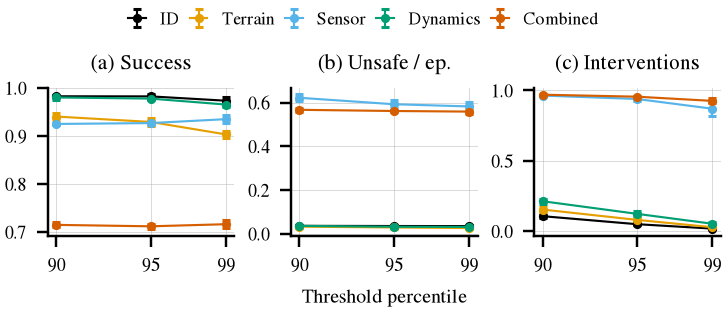 ID Terrain Sensor Dynamics Combined
(a) Success (b) Unsafe / ep. (c) Interventions
1.0
0.9
0.8
0.7
90 95 99
0.6
0.4
0.2
0.0
90 95 99
1.0
0.5
0.0
90 95 99
Threshold percentile